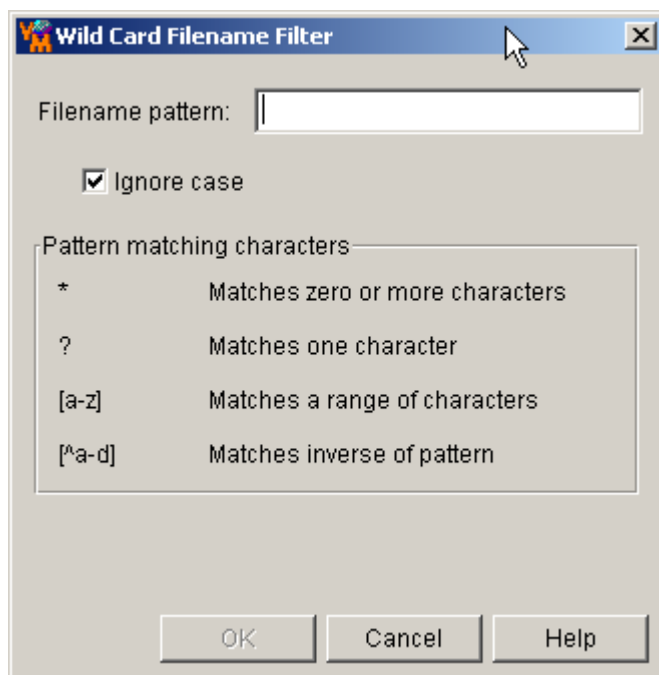 Wild Card Filename Filter
Filename pattern:
Ignore case
Pattern matching characters
* Matches zero or more characters
? Matches one character
[a-z] Matches a range of characters
[^a-d] Matches inverse of pattern
OK Cancel Help